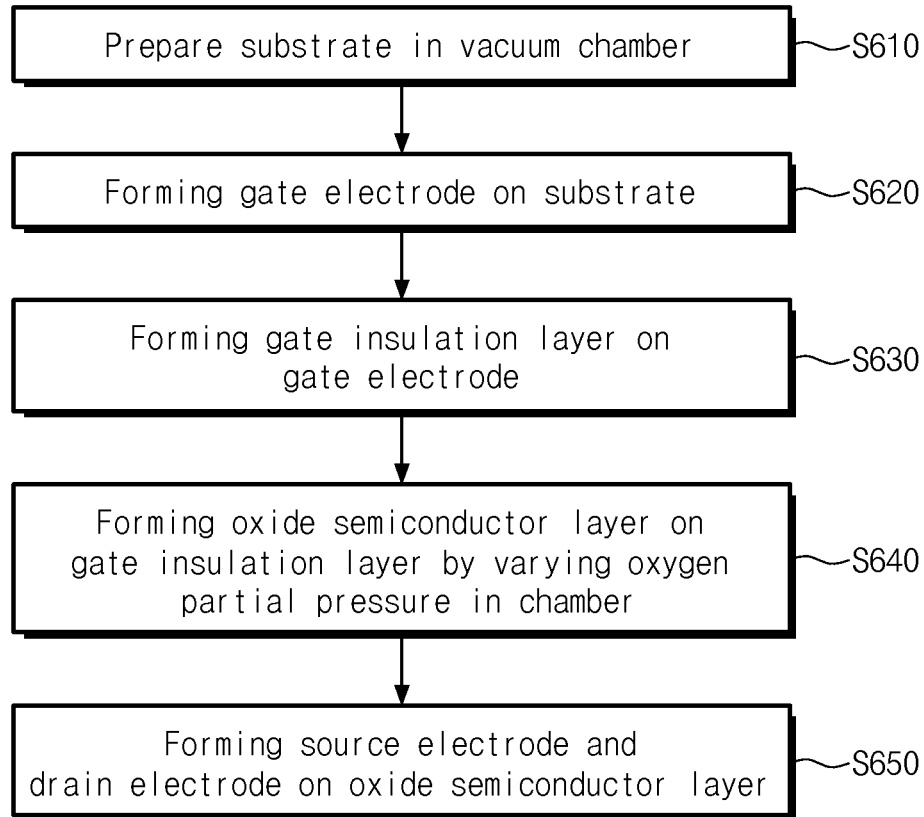 Prepare substrate in vacuum chamber
S610
Forming gate electrode on substrate
S620
Forming gate insulation layer on
gate electrode
S630
Forming oxide semiconductor layer on
gate insulation layer by varying oxygen
partial pressure in chamber
S640
Forming source electrode and
drain electrode on oxide semiconductor layer
S650